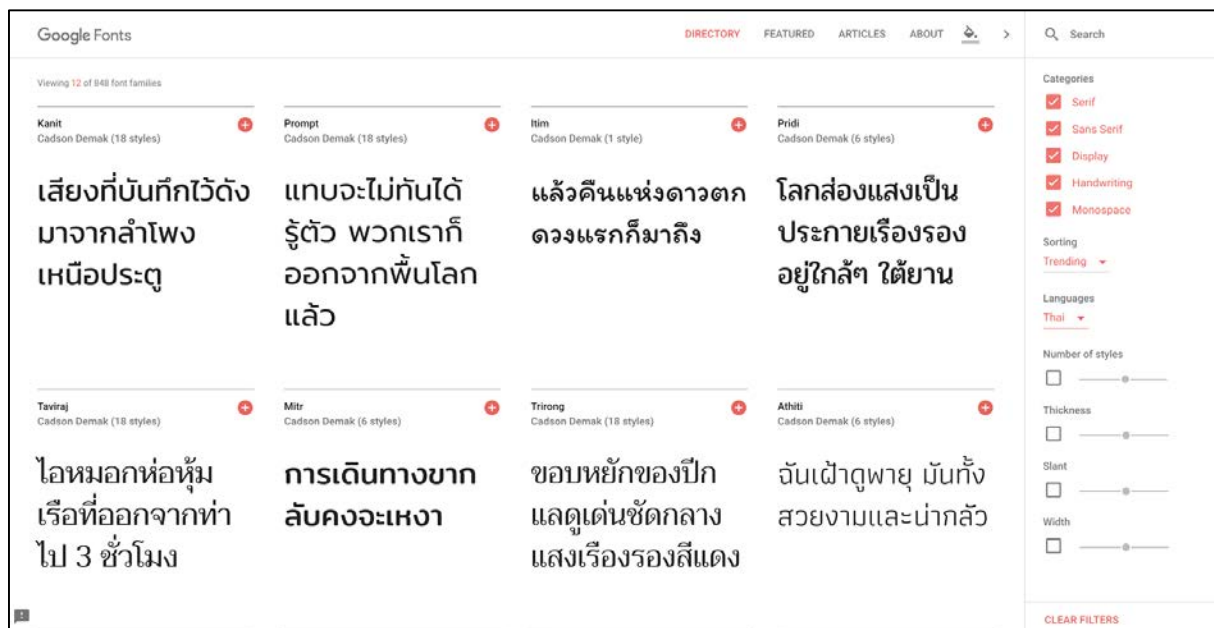 Google Fonts
DIRECTORY
FEATURED
ARTICLES
ABOUT
Search
Viewing 12 of 848 font families
Kanit
Cadson Demak (18 styles)
เสียงที่บันทึกไว้ดัง
มาจากลำโพง
เหนือประตู
Prompt
Cadson Demak (18 styles)
แทบจะไม่ทันได้
รู้ตัว พวกเราก็
ออกจากพื้นโลก
แล้ว
Itim
Cadson Demak (1 style)
แล้วคืนแห่งดาวตก
ดวงแรกก็มาถึง
Pridi
Cadson Demak (6 styles)
โลกส่องแสงเป็น
ประกายเรืองรอง
อยู่ใกล้ๆ ใต้ยาน
Taviraj
Cadson Demak (18 styles)
ไอหมอกห่อหุ้ม
เรือที่ออกจากท่า
ไป 3 ชั่วโมง
Mitr
Cadson Demak (6 styles)
การเดินทางขาก
ลับคงจะเหงา
Trirong
Cadson Demak (18 styles)
ขอบหยักของปีก
แลดูเด่นชัดกลาง
แสงเรืองรองสีแดง
Athiti
Cadson Demak (6 styles)
ฉันเฝ้าดูพายุ มันทั้ง
สวยงามและน่ากลัว
Categories
Serif
Sans Serif
Display
Handwriting
Monospace
Sorting
Trending
Languages
Thai
Number of styles
Thickness
Slant
Width
CLEAR FILTERS